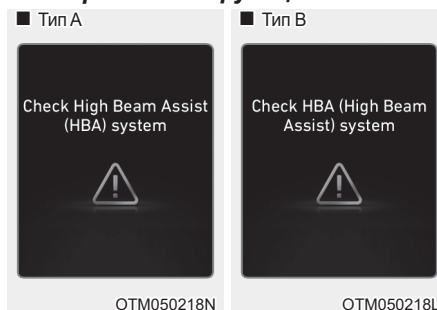 ■ Тип A
Check High Beam Assist
(HBA) system
OTM050218N
■ Тип B
Check HBA (High Beam
Assist) system
OTM050218L